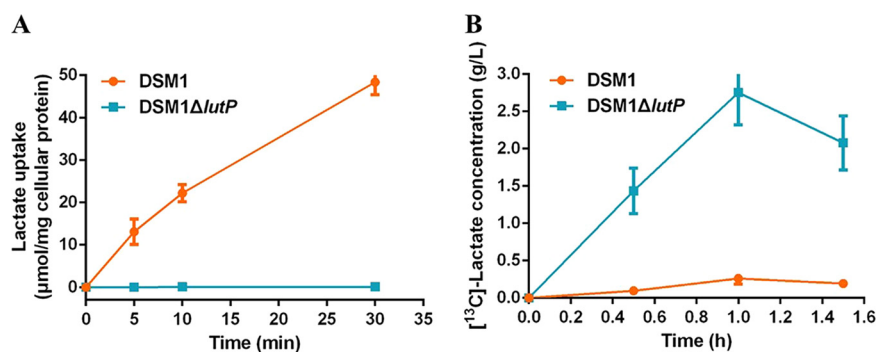 A
Lactate uptake
(µmol/mg cellular protein)
50
40
30
20
10
0
DSM1
DSM1ΔlutP
0 5 10 15 20 25 30 35
Time (min)
B
[¹³C]-Lactate concentration (g/L)
3.0
2.5
2.0
1.5
1.0
0.5
0.0
DSM1
DSM1ΔlutP
0.0 0.2 0.4 0.6 0.8 1.0 1.2 1.4 1.6
Time (h)